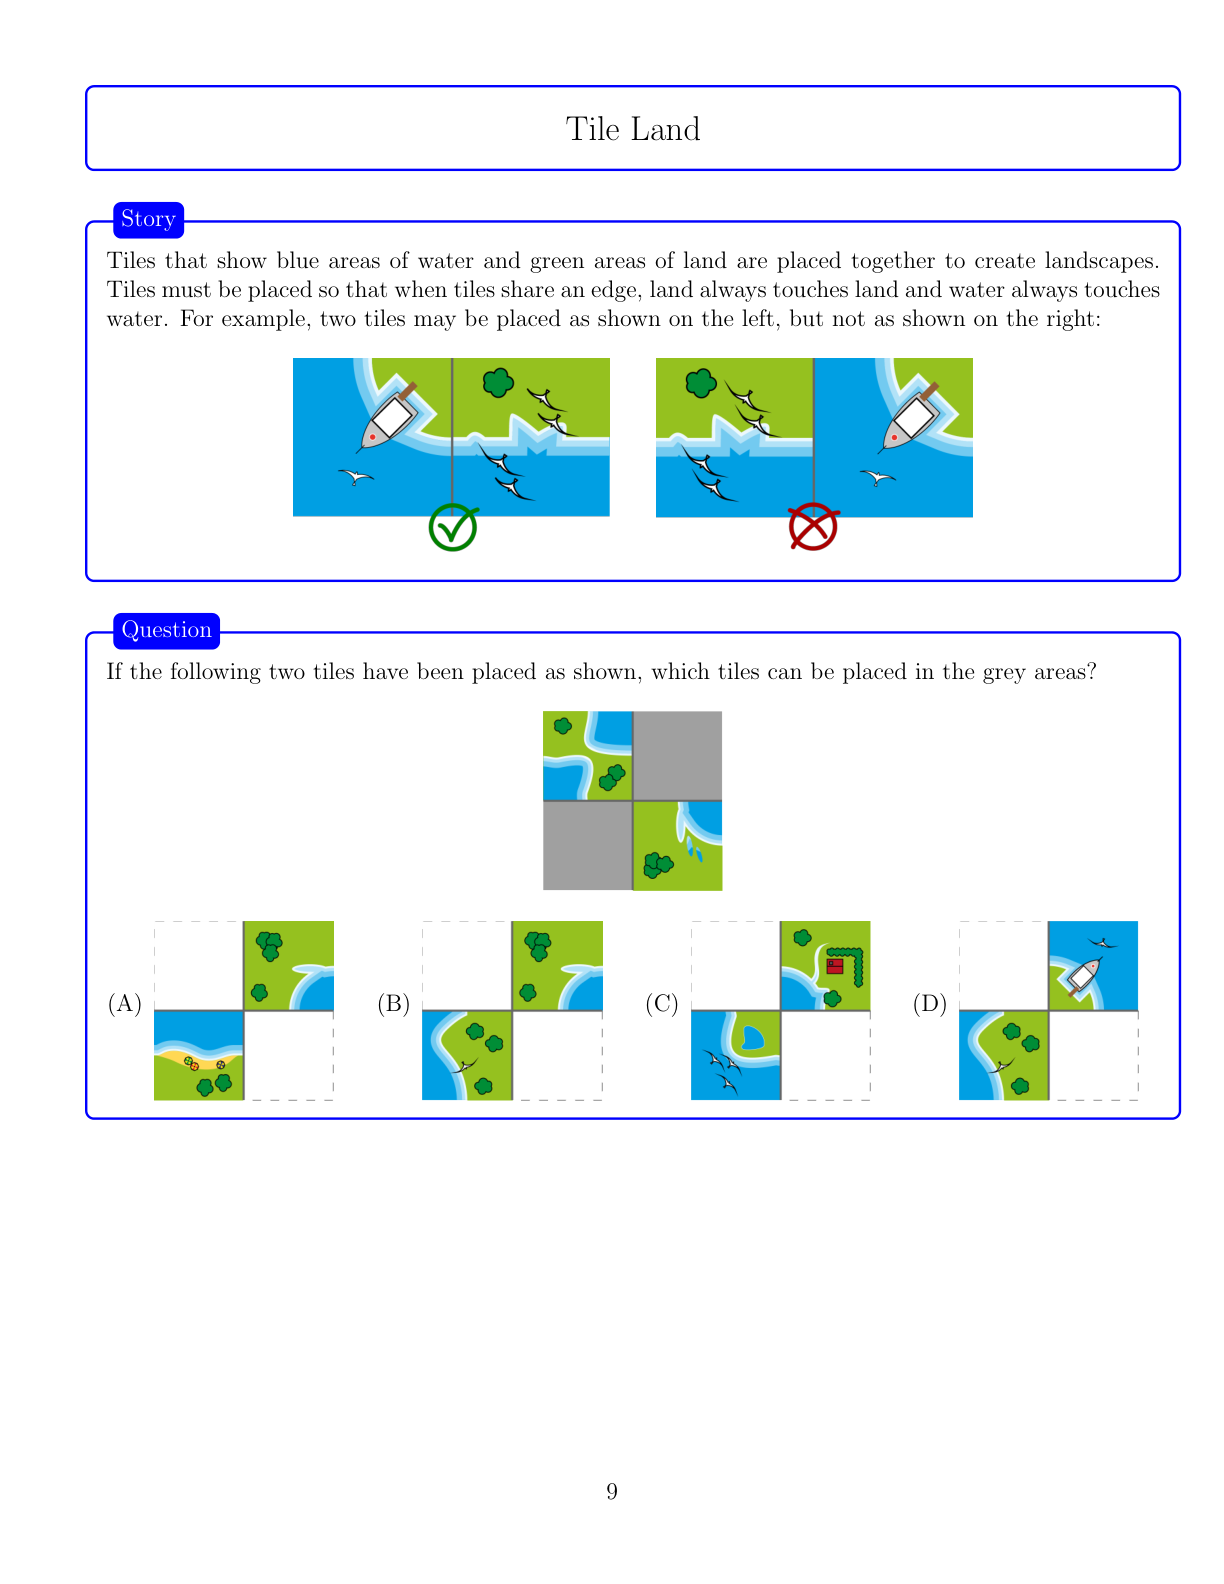 Tile Land
Story
Tiles that show blue areas of water and green areas of land are placed together to create landscapes.
Tiles must be placed so that when tiles share an edge, land always touches land and water always touches
water. For example, two tiles may be placed as shown on the left, but not as shown on the right:
Question
If the following two tiles have been placed as shown, which tiles can be placed in the grey areas?
(A) (B) (C) (D)
9